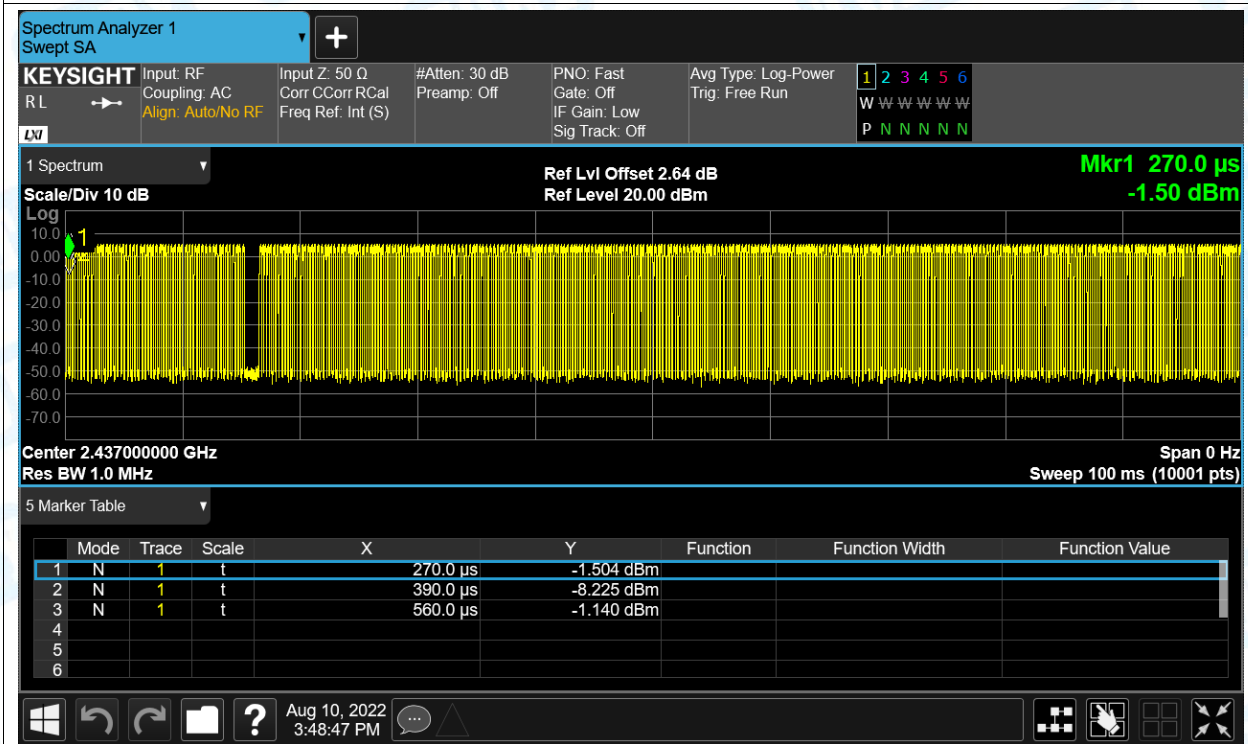 Spectrum Analyzer 1
Swept SA
+
KEYSIGHT Input: RF Input Z: 50 Ω #Atten: 30 dB PNO: Fast Avg Type: Log-Power 1 2 3 4 5 6
R L Coupling: AC Corr CCorr RCal Preamp: Off Gate: Off Trig: Free Run W W W W W W
Align: Auto/No RF Freq Ref: Int (S) IF Gain: Low P N N N N N
LXI Sig Track: Off
1 Spectrum Ref Lvl Offset 2.64 dB Mkr1 270.0 µs
Scale/Div 10 dB Ref Level 20.00 dBm -1.50 dBm
Log
10.0 1
0.00
-10.0
-20.0
-30.0
-40.0
-50.0
-60.0
-70.0
Center 2.437000000 GHz Span 0 Hz
Res BW 1.0 MHz Sweep 100 ms (10001 pts)
5 Marker Table
Mode Trace Scale X Y Function Function Width Function Value
1 N 1 t 270.0 µs -1.504 dBm
2 N 1 t 390.0 µs -8.225 dBm
3 N 1 t 560.0 µs -1.140 dBm
4
5
6
? Aug 10, 2022
3:48:47 PM